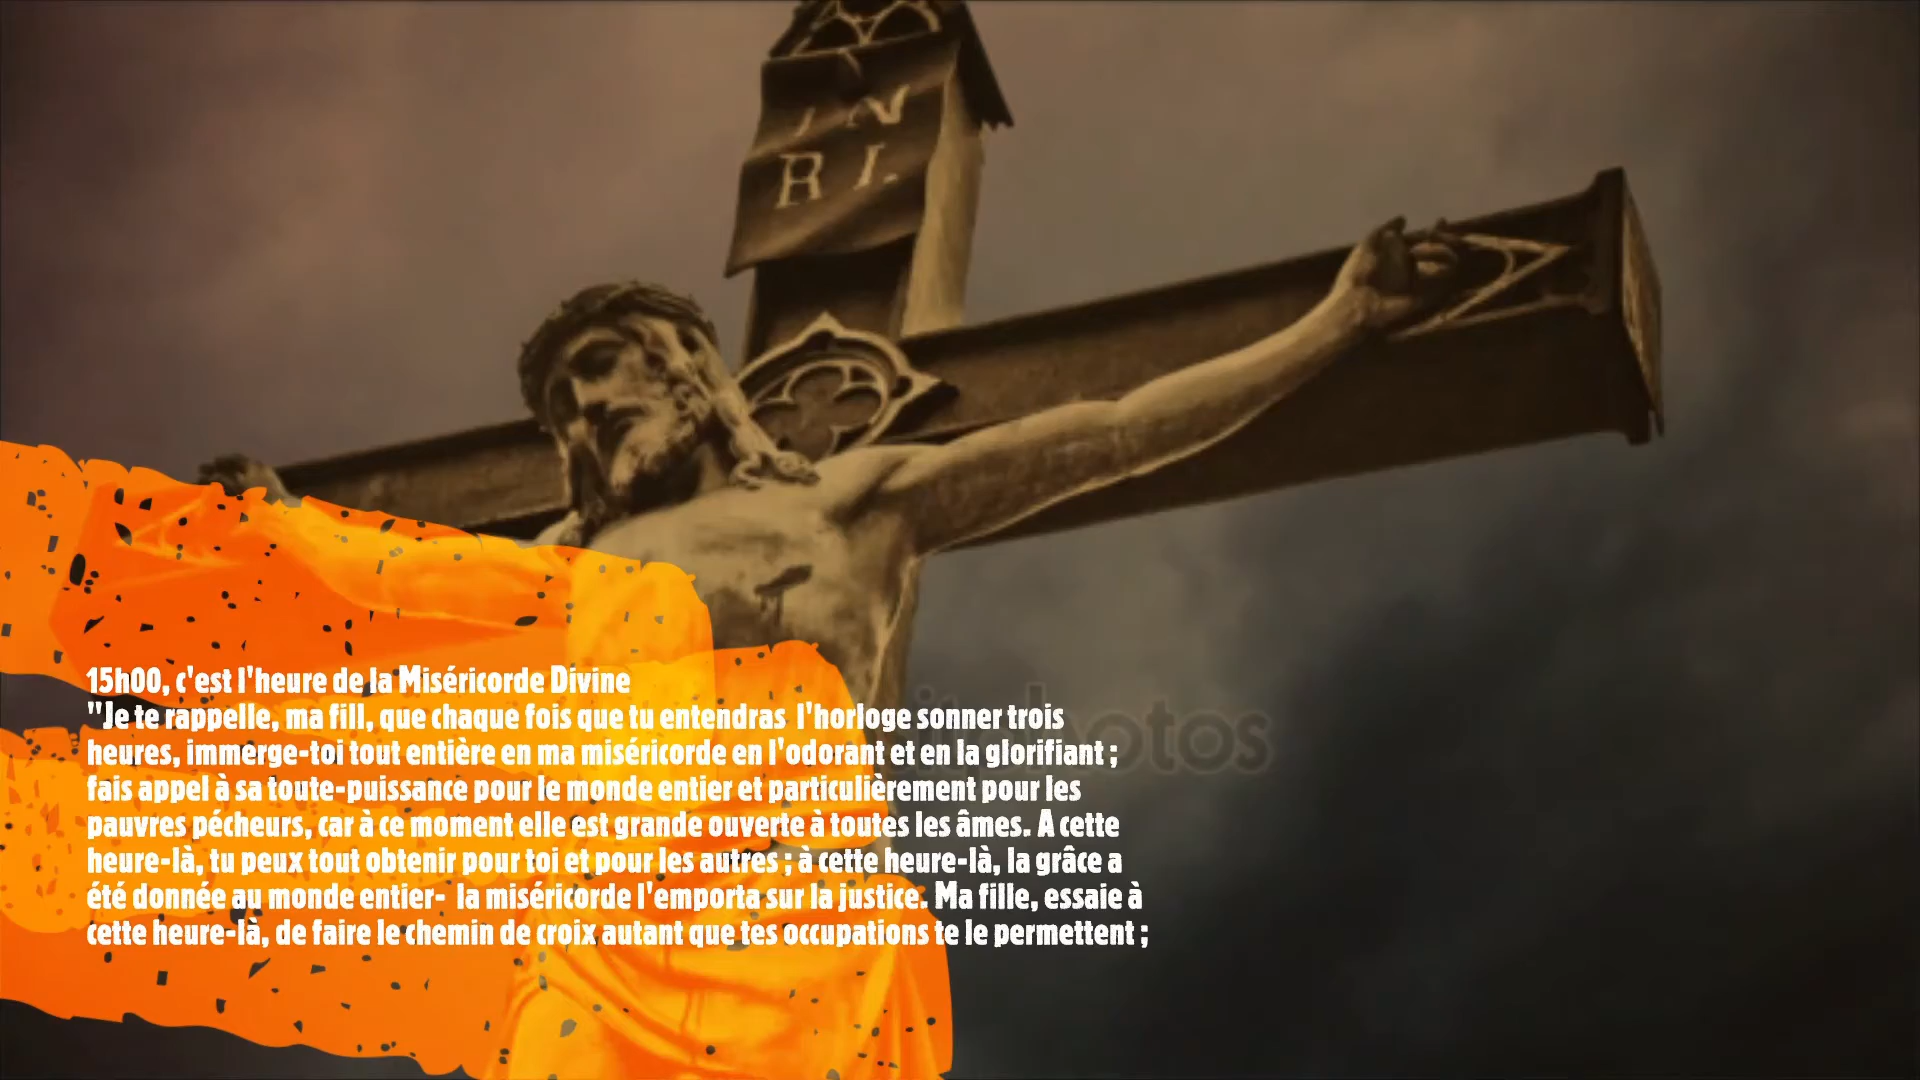 IN
RI.
15h00, c'est l'heure de la Miséricorde Divine
"Je te rappelle, ma fill, que chaque fois que tu entendras  l'horloge sonner trois
heures, immerge-toi tout entière en ma miséricorde en l'odorant et en la glorifiant ;
fais appel à sa toute-puissance pour le monde entier et particulièrement pour les
pauvres pécheurs, car à ce moment elle est grande ouverte à toutes les âmes. A cette
heure-là, tu peux tout obtenir pour toi et pour les autres ; à cette heure-là, la grâce a
été donnée au monde entier-  la miséricorde l'emporta sur la justice. Ma fille, essaie à
cette heure-là, de faire le chemin de croix autant que tes occupations te le permettent ;